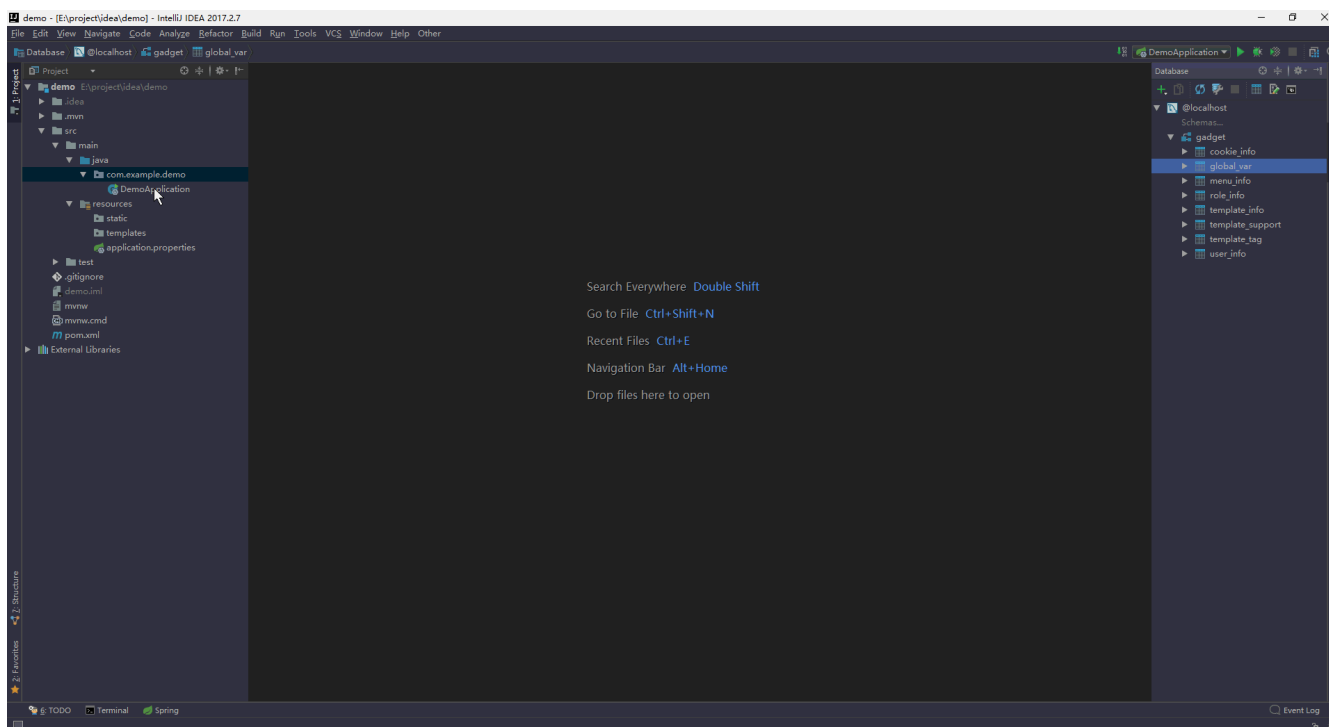 demo - [E:\project\idea\demo] - IntelliJ IDEA 2017.2.7
File Edit View Navigate Code Analyze Refactor Build Run Tools VCS Window Help Other
Database @localhost gadget global_var
DemoApplication
1: Project
Project
demo E:\project\idea\demo
.idea
.mvn
src
main
java
com.example.demo
DemoApplication
resources
static
templates
application.properties
test
.gitignore
demo.iml
mvnw
mvnw.cmd
pom.xml
External Libraries
Search Everywhere Double Shift
Go to File Ctrl+Shift+N
Recent Files Ctrl+E
Navigation Bar Alt+Home
Drop files here to open
Database
@localhost
Schemas...
gadget
cookie_info
global_var
menu_info
role_info
template_info
template_support
template_tag
user_info
7: Structure
2: Favorites
6: TODO Terminal Spring
Event Log